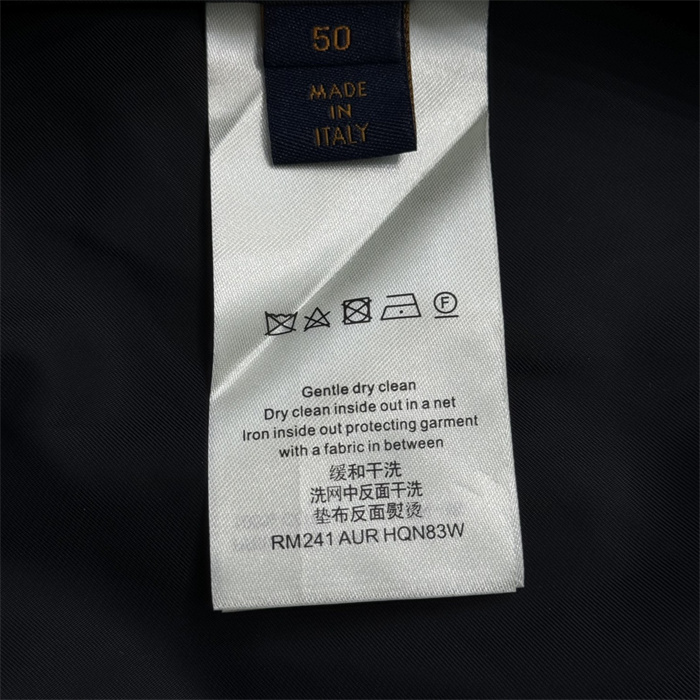 50
MADE
IN
ITALY
F
Gentle dry clean
Dry clean inside out in a net
Iron inside out protecting garment
with a fabric in between
缓和干洗
洗网中反面干洗
垫布反面熨烫
RM241 AUR HQN83W